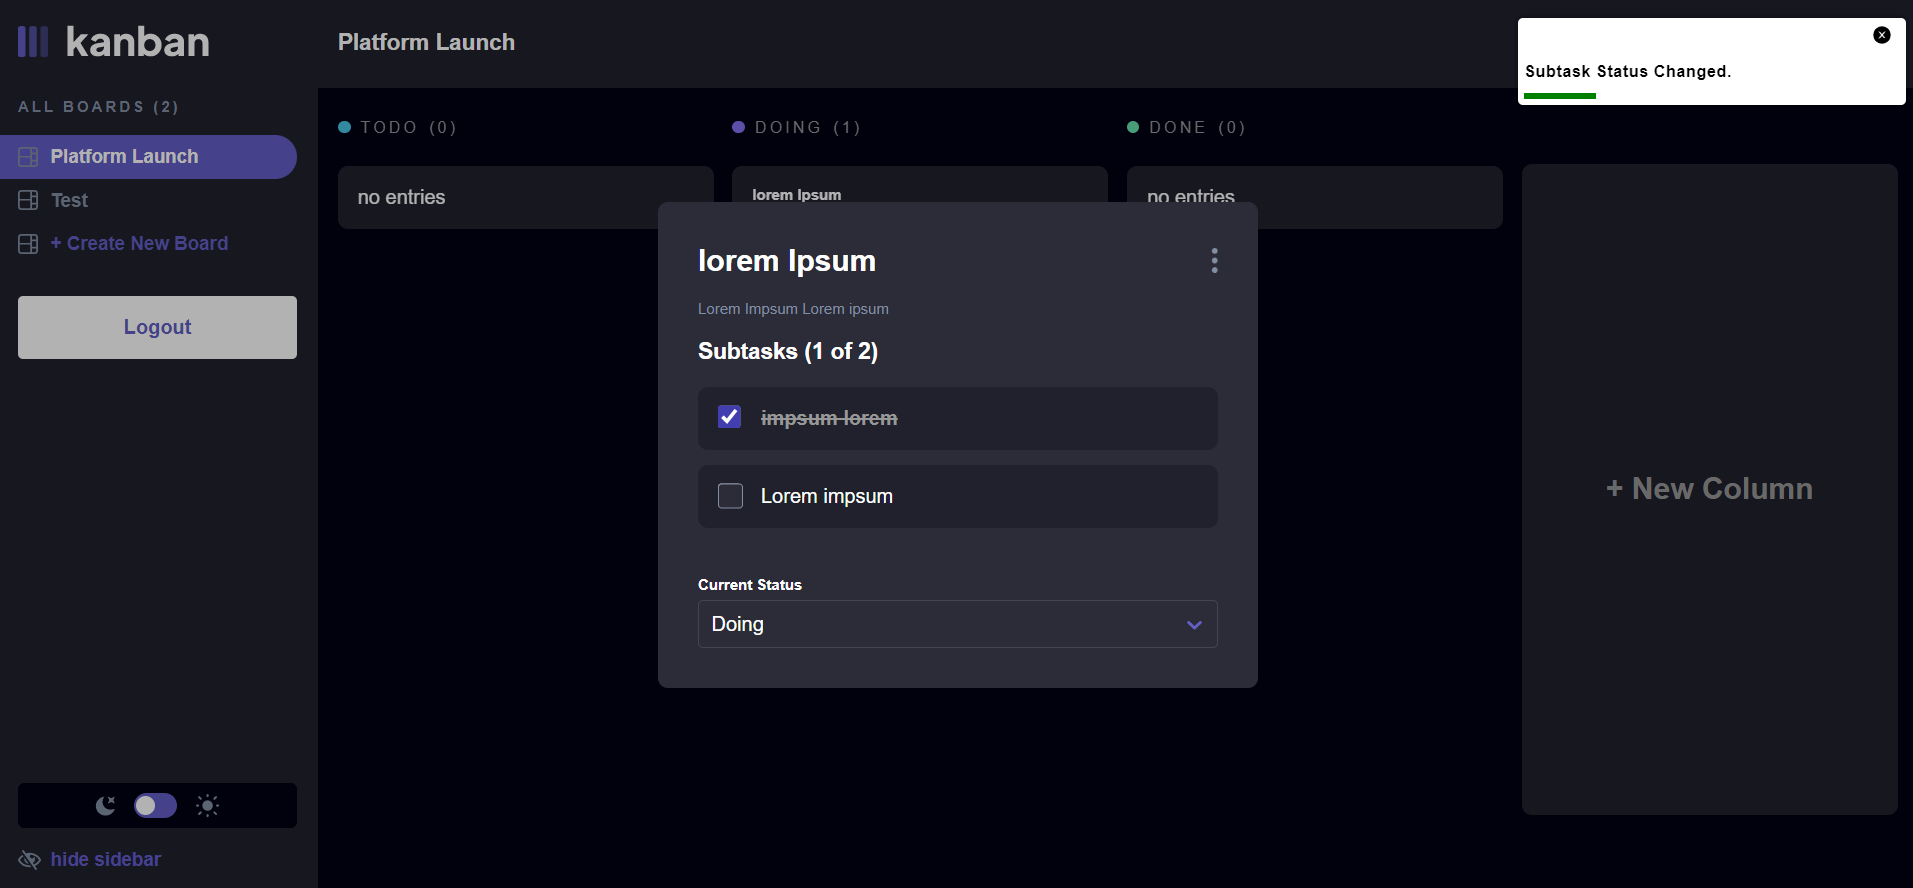 kanban
Platform Launch
Subtask Status Changed.
ALL BOARDS (2)
Platform Launch
Test
+ Create New Board
Logout
hide sidebar
TODO (0)
DOING (1)
DONE (0)
no entries
lorem Ipsum
no entries
+ New Column
lorem Ipsum
Lorem Impsum Lorem ipsum
Subtasks (1 of 2)
impsum lorem
Lorem impsum
Current Status
Doing